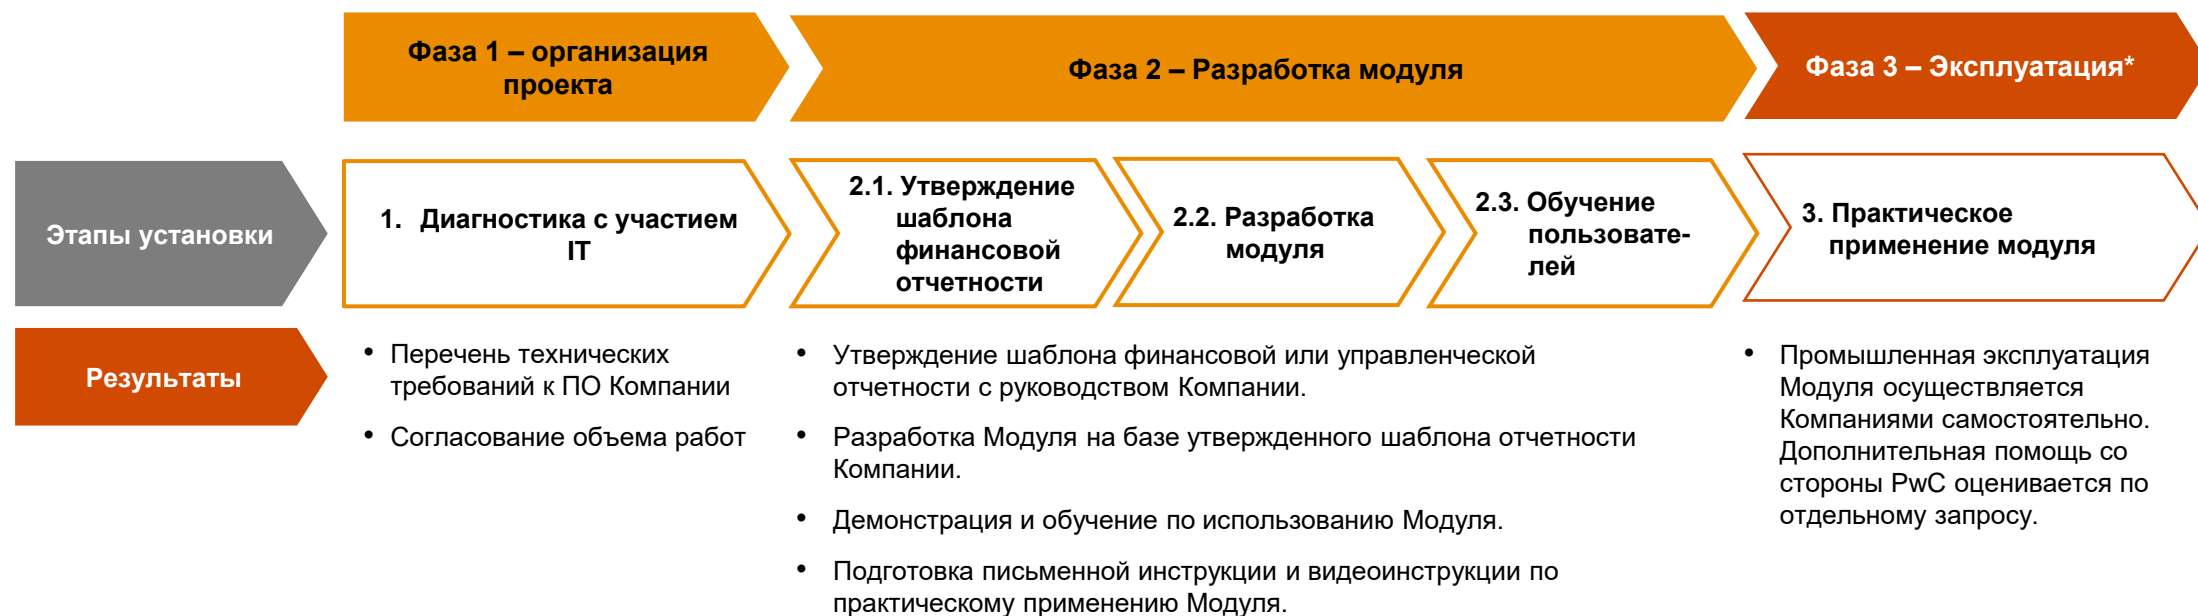 Фаза 1 – организация
проекта
Фаза 2 – Разработка модуля
Фаза 3 – Эксплуатация*
Этапы установки
1. Диагностика с участием
IT
2.1. Утверждение
шаблона
финансовой
отчетности
2.2. Разработка
модуля
2.3. Обучение
пользовате-
лей
3. Практическое
применение модуля
Результаты
• Перечень технических
требований к ПО Компании
• Согласование объема работ
• Утверждение шаблона финансовой или управленческой
отчетности с руководством Компании.
• Разработка Модуля на базе утвержденного шаблона отчетности
Компании.
• Демонстрация и обучение по использованию Модуля.
• Подготовка письменной инструкции и видеоинструкции по
практическому применению Модуля.
• Промышленная эксплуатация
Модуля осуществляется
Компаниями самостоятельно.
Дополнительная помощь со
стороны PwC оценивается по
отдельному запросу.